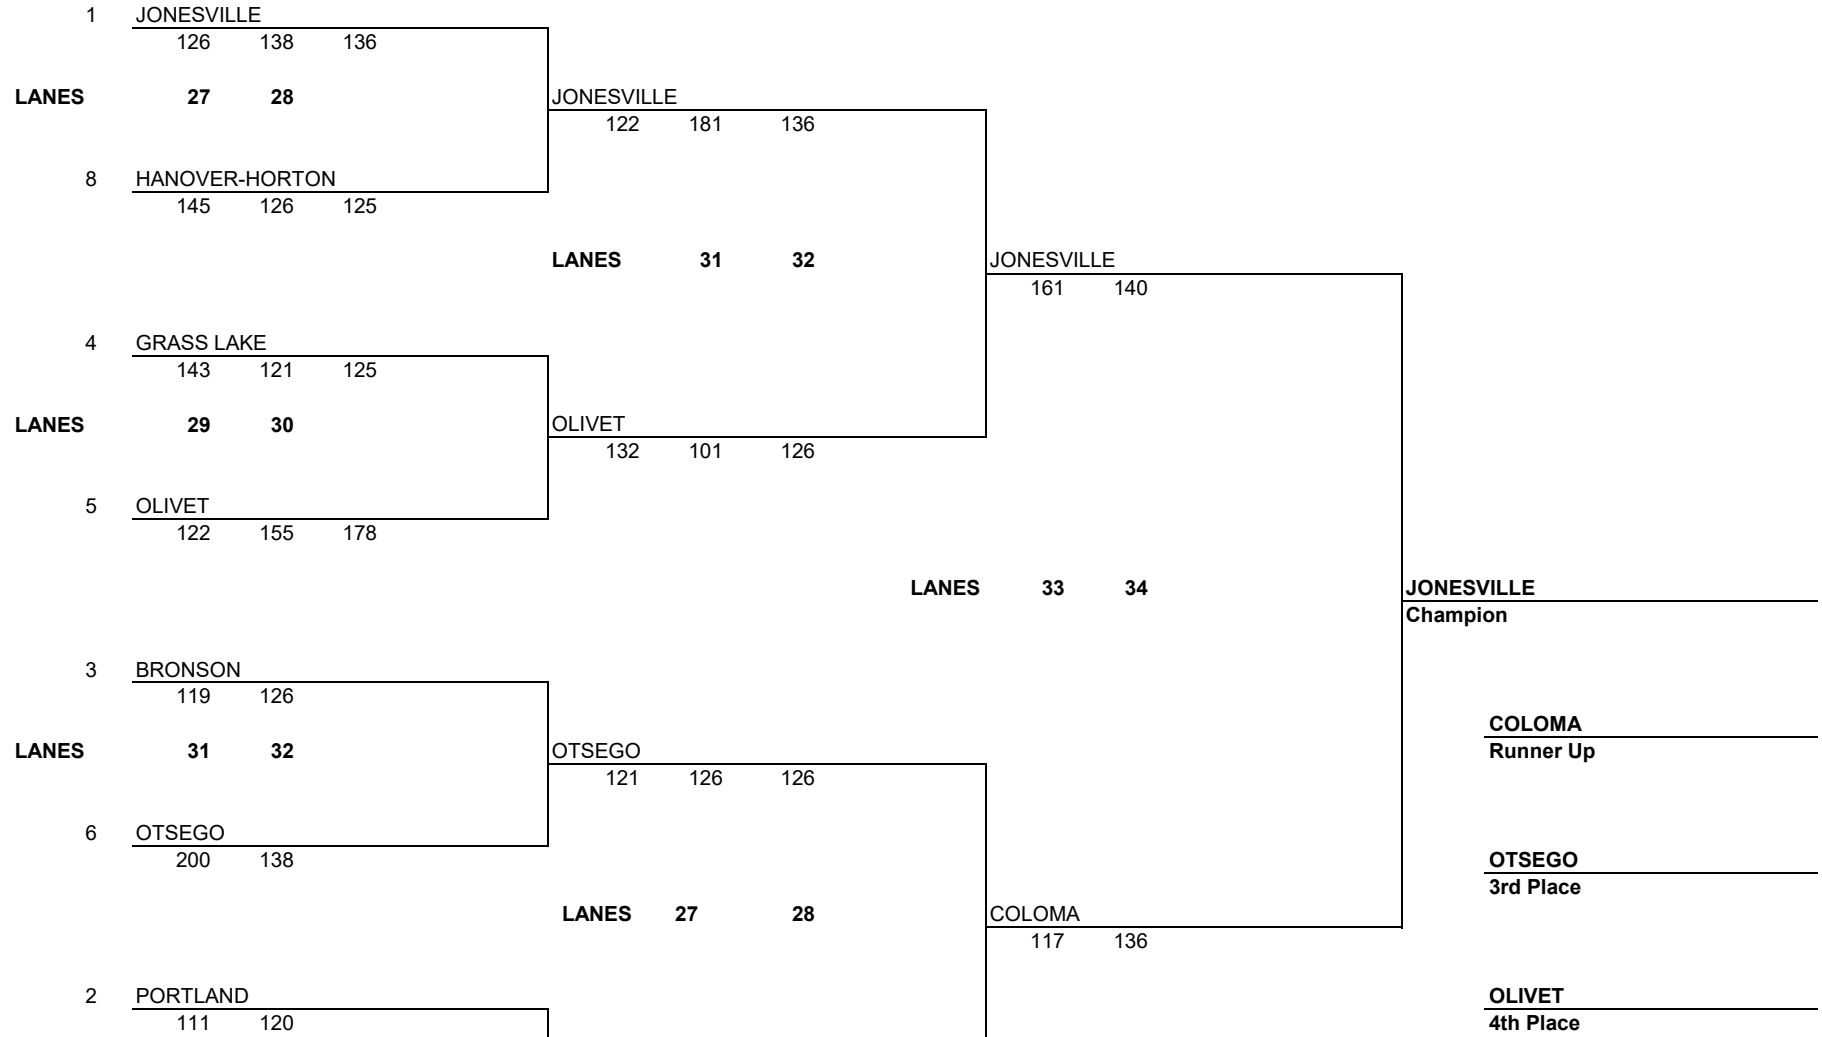 1 JONESVILLE
126 138 136
LANES 27 28 JONESVILLE
122 181 136
8 HANOVER-HORTON
145 126 125
LANES 31 32 JONESVILLE
161 140
4 GRASS LAKE
143 121 125
LANES 29 30 OLIVET
132 101 126
5 OLIVET
122 155 178
LANES 33 34 JONESVILLE
Champion
3 BRONSON
119 126
COLOMA
LANES 31 32 OTSEGO Runner Up
121 126 126
6 OTSEGO
200 138 OTSEGO
3rd Place
LANES 27 28 COLOMA
117 136
2 PORTLAND OLIVET
111 120 4th Place